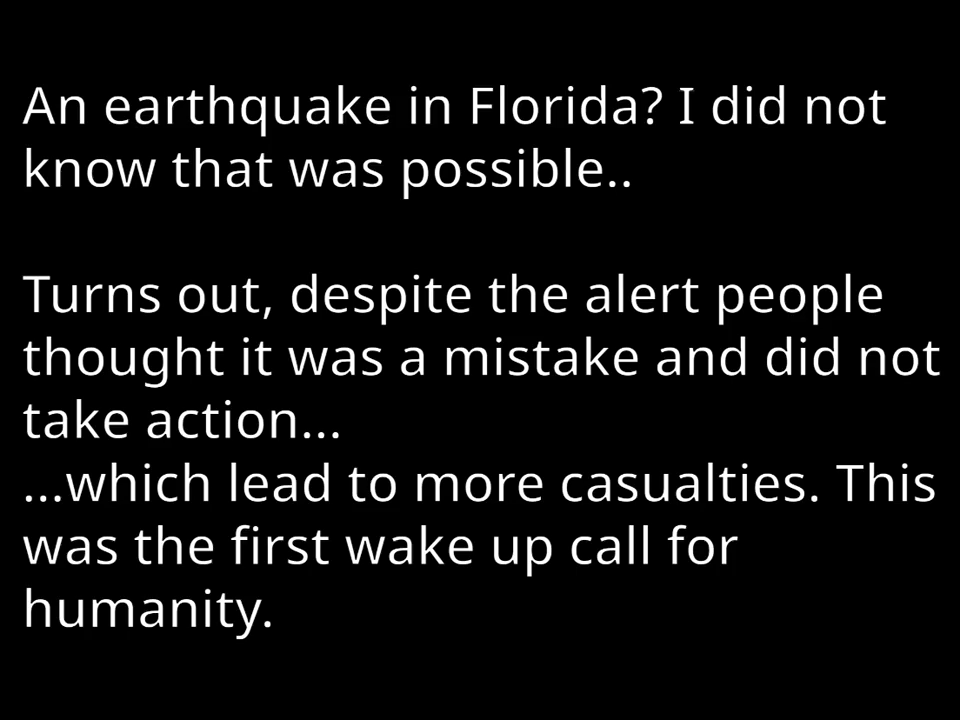 An earthquake in Florida? I did not
know that was possible..
Turns out, despite the alert people
thought it was a mistake and did not
take action...
...which lead to more casualties. This
was the first wake up call for
humanity.